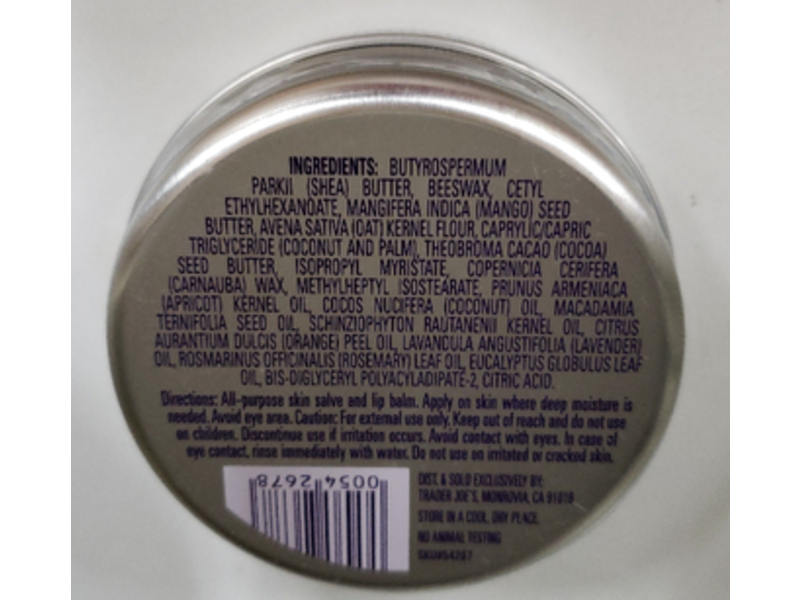 INGREDIENTS: BUTYROSPERMUM
PARKII (SHEA) BUTTER, BEESWAX, CETYL
ETHYLHEXANOATE, MANGIFERA INDICA (MANGO) SEED
BUTTER, AVENA SATIVA (OAT) KERNEL FLOUR, CAPRYLIC/CAPRIC
TRIGLYCERIDE (COCONUT AND PALM), THEOBROMA CACAO (COCOA)
SEED BUTTER, ISOPROPYL MYRISTATE, COPERNICIA CERIFERA
(CARNAUBA) WAX, METHYLHEPTYL ISOSTEARATE, PRUNUS ARMENIACA
(APRICOT) KERNEL OIL, COCOS NUCIFERA (COCONUT) OIL, MACADAMIA
TERNIFOLIA SEED OIL, SCHINZIOPHYTON RAUTANENII KERNEL OIL, CITRUS
AURANTIUM DULCIS (ORANGE) PEEL OIL, LAVANDULA ANGUSTIFOLIA (LAVENDER)
OIL, ROSMARINUS OFFICINALIS (ROSEMARY) LEAF OIL, EUCALYPTUS GLOBULUS LEAF
OIL, BIS-DIGLYCERYL POLYACYLADIPATE-2, CITRIC ACID.
Directions: All-purpose skin salve and lip balm. Apply on skin where deep moisture is
needed. Avoid eye area. Caution: For external use only. Keep out of reach and do not use
on children. Discontinue use if irritation occurs. Avoid contact with eyes. In case of
eye contact, rinse immediately with water. Do not use on irritated or cracked skin.
0054 2678
DIST. & SOLD EXCLUSIVELY BY:
TRADER JOE'S, MONROVIA, CA 91016
STORE IN A COOL, DRY PLACE.
NO ANIMAL TESTING
SKU#54267